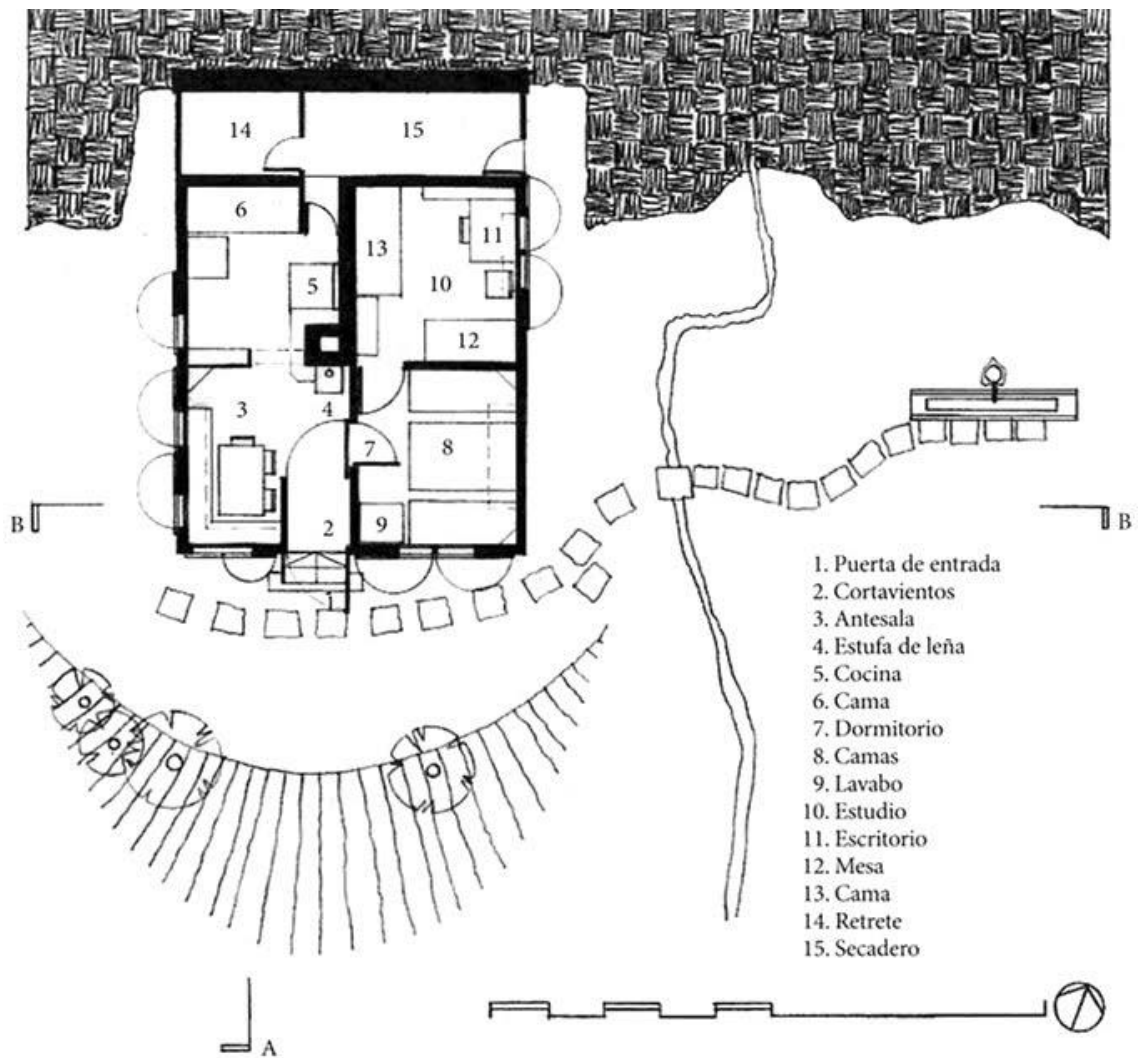 14
15
6
13
11
5
10
12
3
4
7
8
B
B
2
9
1
1. Puerta de entrada
2. Cortavientos
3. Antesala
4. Estufa de leña
5. Cocina
6. Cama
7. Dormitorio
8. Camas
9. Lavabo
10. Estudio
11. Escritorio
12. Mesa
13. Cama
14. Retrete
15. Secadero
A